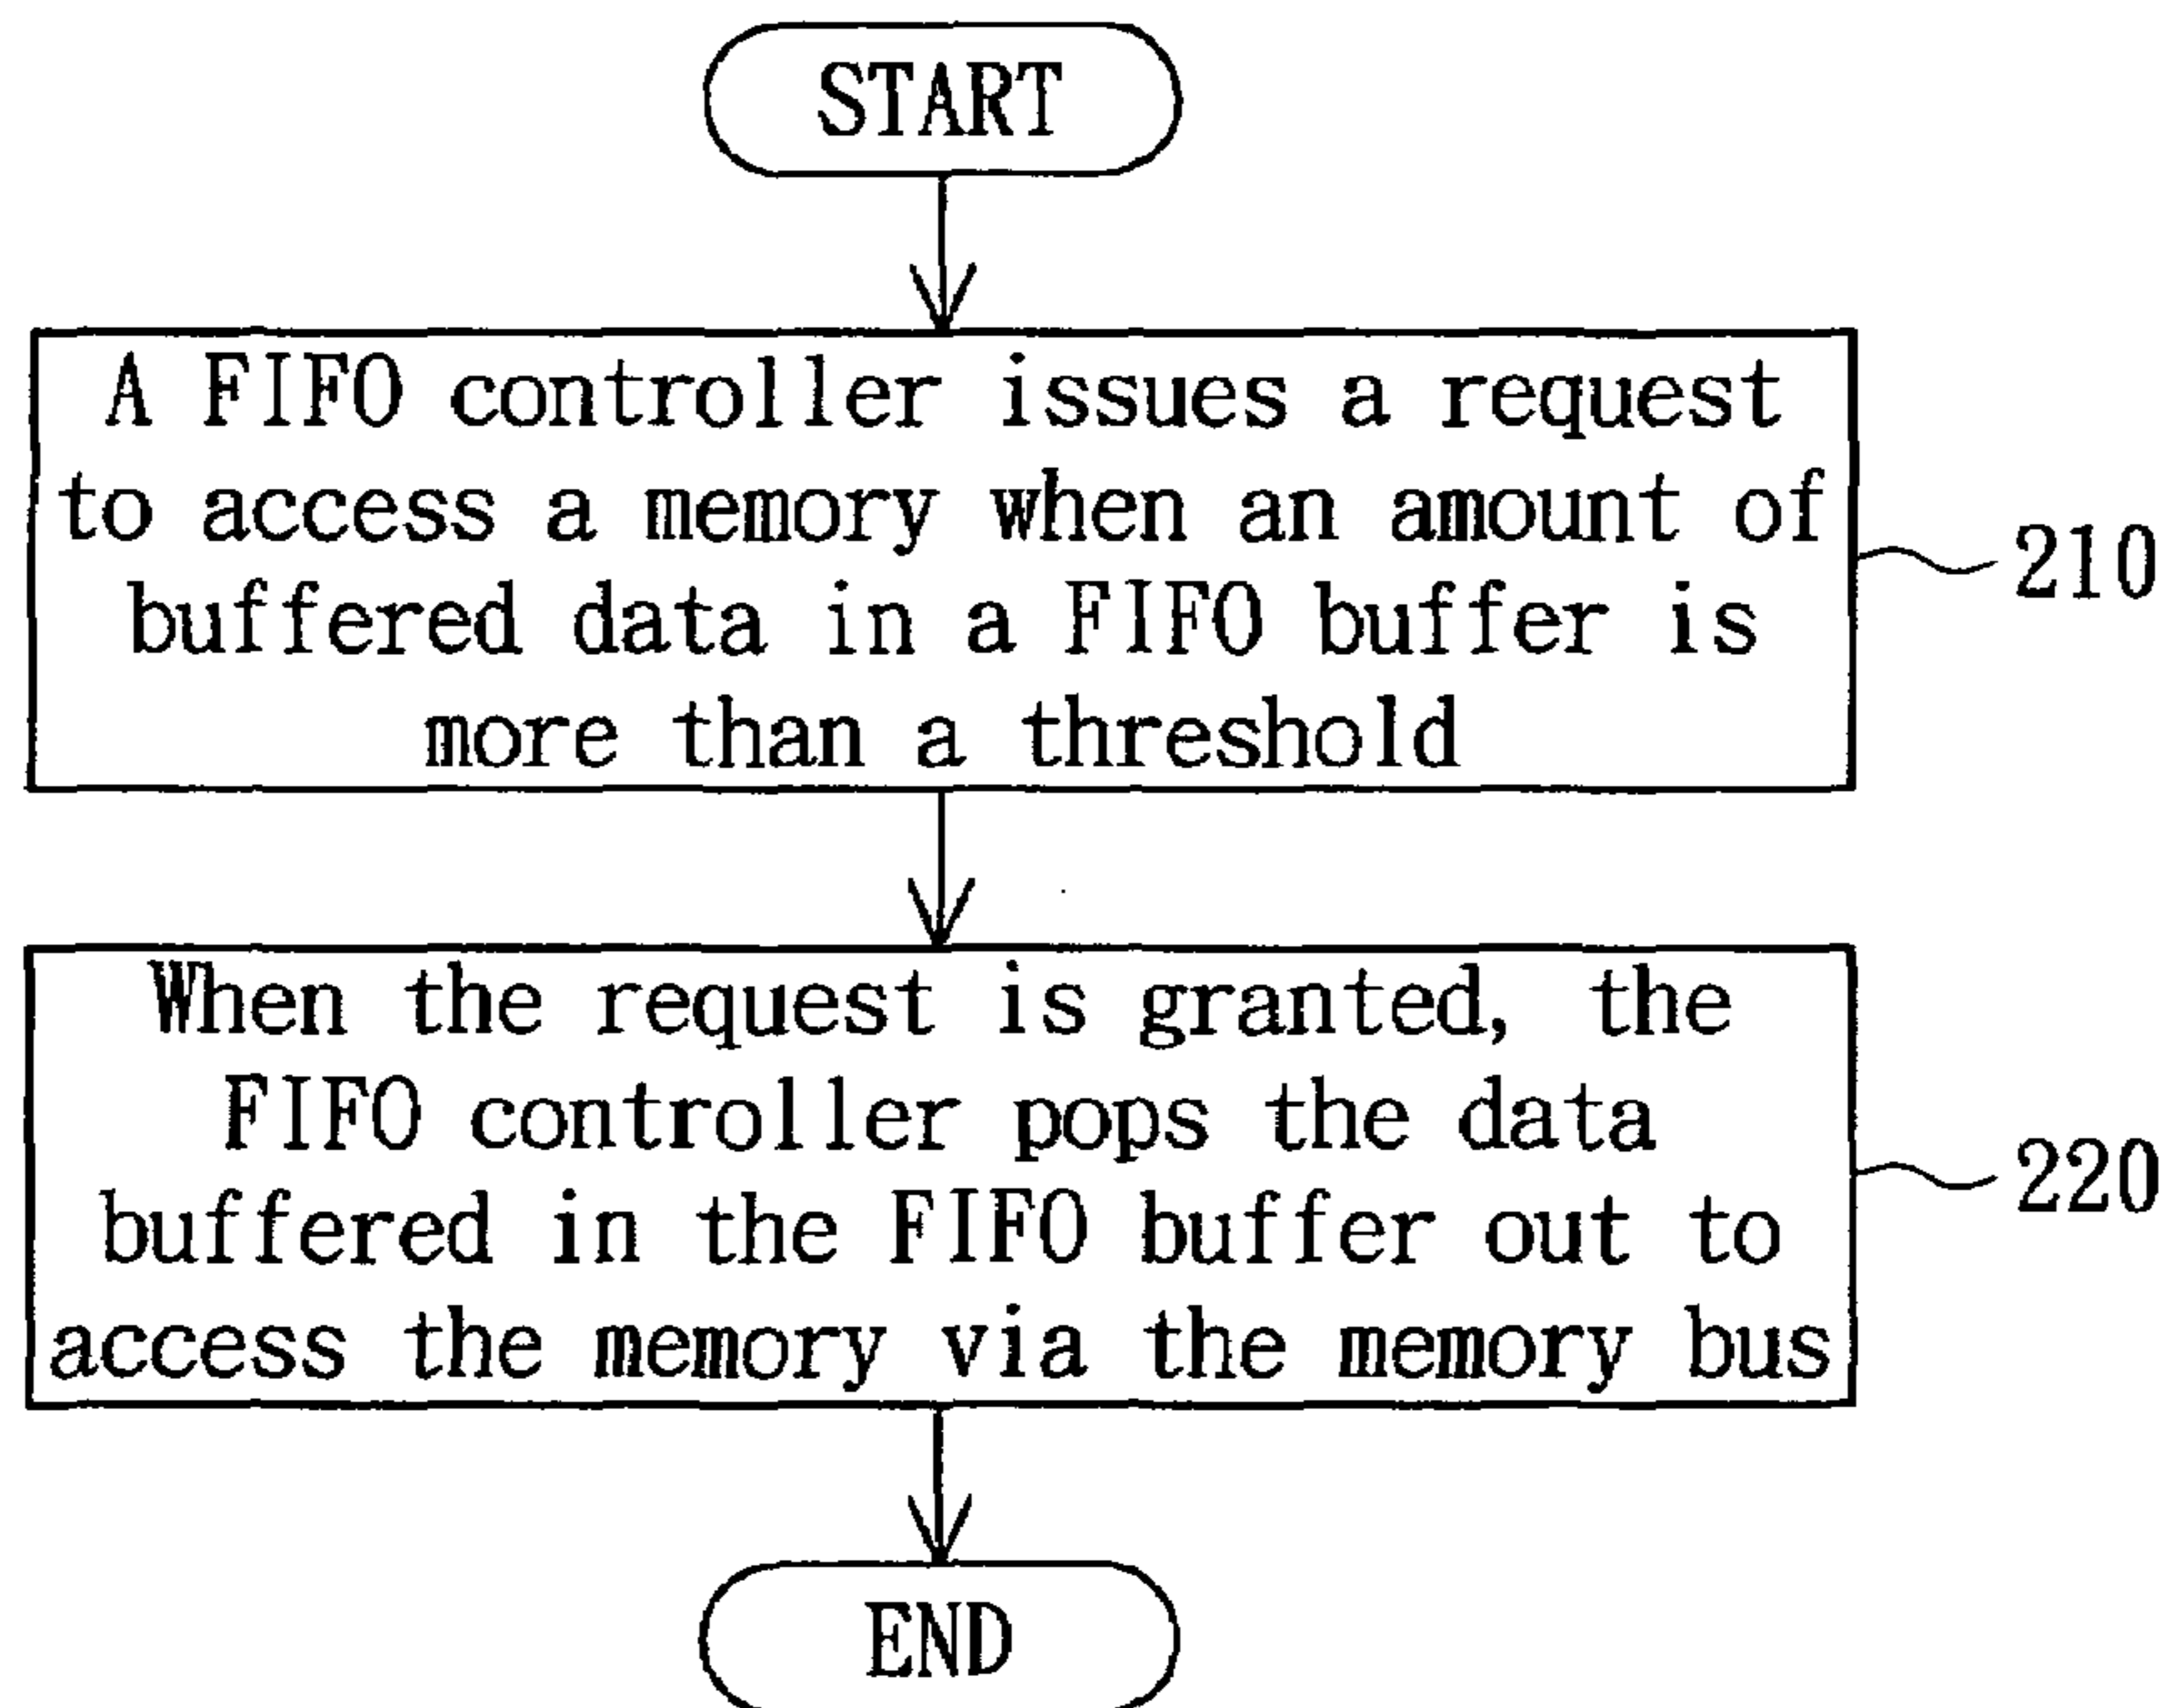 START
A FIFO controller issues a request
to access a memory when an amount of
buffered data in a FIFO buffer is
more than a threshold
210
When the request is granted, the
FIFO controller pops the data
buffered in the FIFO buffer out to
access the memory via the memory bus
220
END